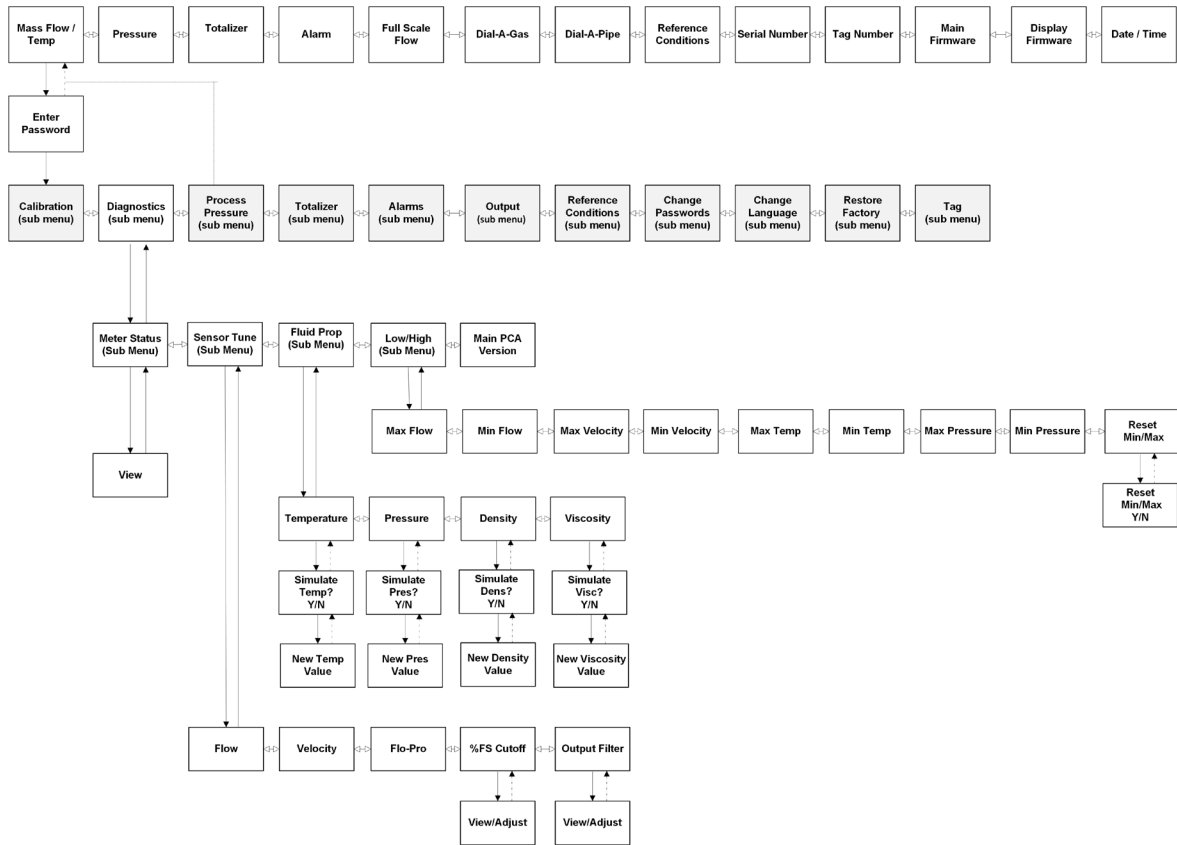 Mass Flow /
Temp
Pressure
Totalizer
Alarm
Full Scale
Flow
Dial-A-Gas
Dial-A-Pipe
Reference
Conditions
Serial Number
Tag Number
Main
Firmware
Display
Firmware
Date / Time
Enter
Password
Calibration
(sub menu)
Diagnostics
(sub menu)
Process
Pressure
(sub menu)
Totalizer
(sub menu)
Alarms
(sub menu)
Output
(sub menu)
Reference
Conditions
(sub menu)
Change
Passwords
(sub menu)
Change
Language
(sub menu)
Restore
Factory
(sub menu)
Tag
(sub menu)
Meter Status
(Sub Menu)
Sensor Tune
(Sub Menu)
Fluid Prop
(Sub Menu)
Low/High
(Sub Menu)
Main PCA
Version
Max Flow
Min Flow
Max Velocity
Min Velocity
Max Temp
Min Temp
Max Pressure
Min Pressure
Reset
Min/Max
View
Reset
Min/Max
Y/N
Temperature
Pressure
Density
Viscosity
Simulate
Temp?
Y/N
Simulate
Pres?
Y/N
Simulate
Dens?
Y/N
Simulate
Visc?
Y/N
New Temp
Value
New Pres
Value
New Density
Value
New Viscosity
Value
Flow
Velocity
Flo-Pro
%FS Cutoff
Output Filter
View/Adjust
View/Adjust